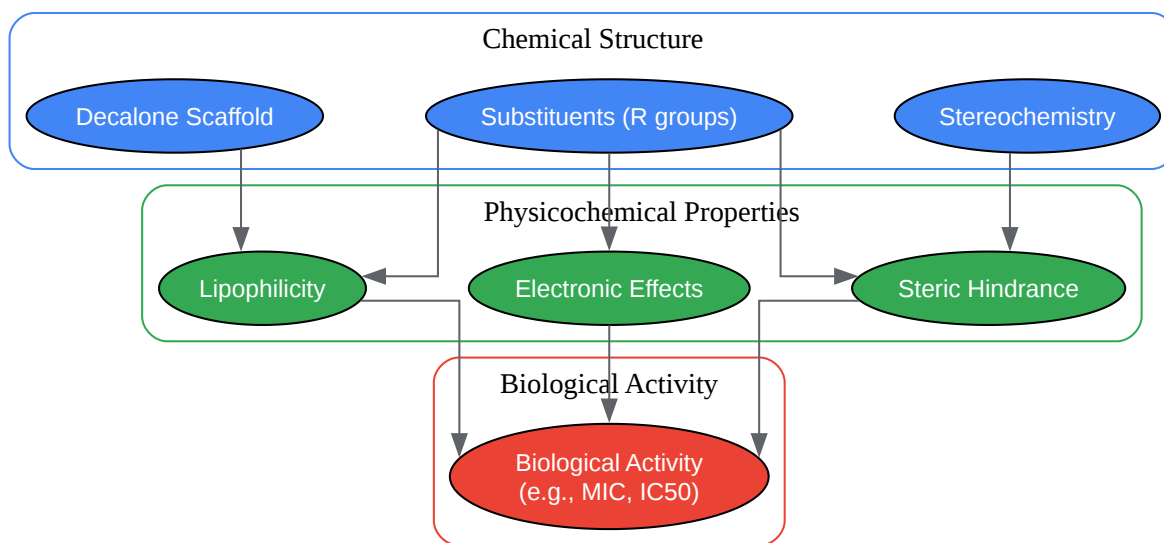 Chemical Structure
Decalone Scaffold
Substituents (R groups)
Stereochemistry
Physicochemical Properties
Lipophilicity
Electronic Effects
Steric Hindrance
Biological Activity
Biological Activity
(e.g., MIC, IC50)